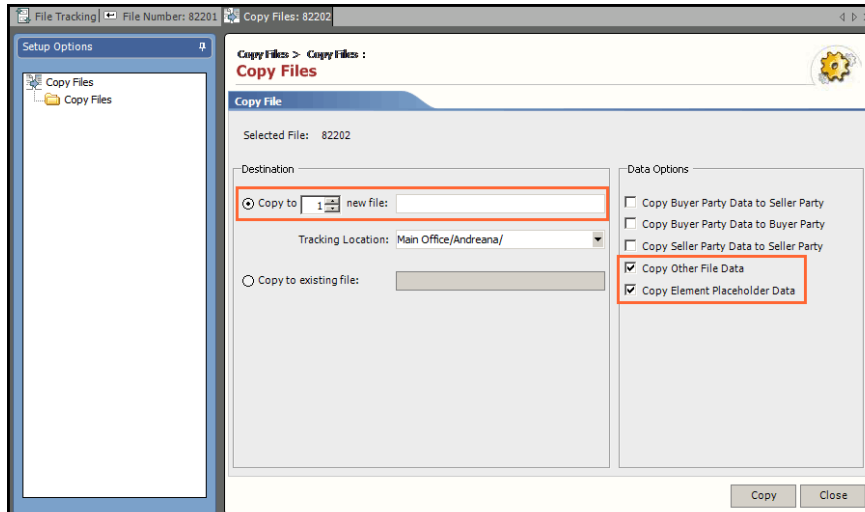 File Tracking File Number: 82201 Copy Files: 82202
Setup Options
Copy Files
Copy Files
Copy Files > Copy Files :
Copy Files
Copy File
Selected File: 82202
Destination
Copy to 1 new file:
Tracking Location: Main Office/Andreana/
Copy to existing file:
Data Options
Copy Buyer Party Data to Seller Party
Copy Buyer Party Data to Buyer Party
Copy Seller Party Data to Seller Party
Copy Other File Data
Copy Element Placeholder Data
Copy Close